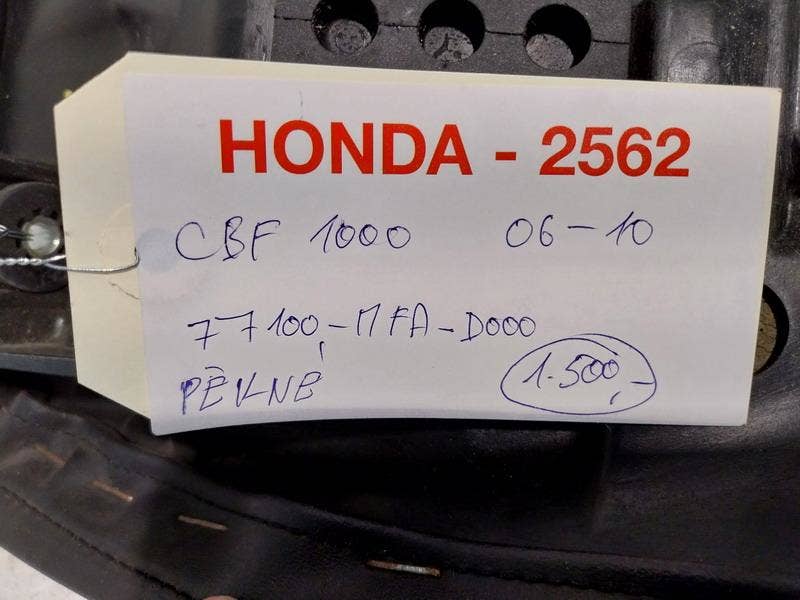 HONDA - 2562
CBF 1000 06-10
77100-MFA-D000
PĚKNÉ 1.500,-